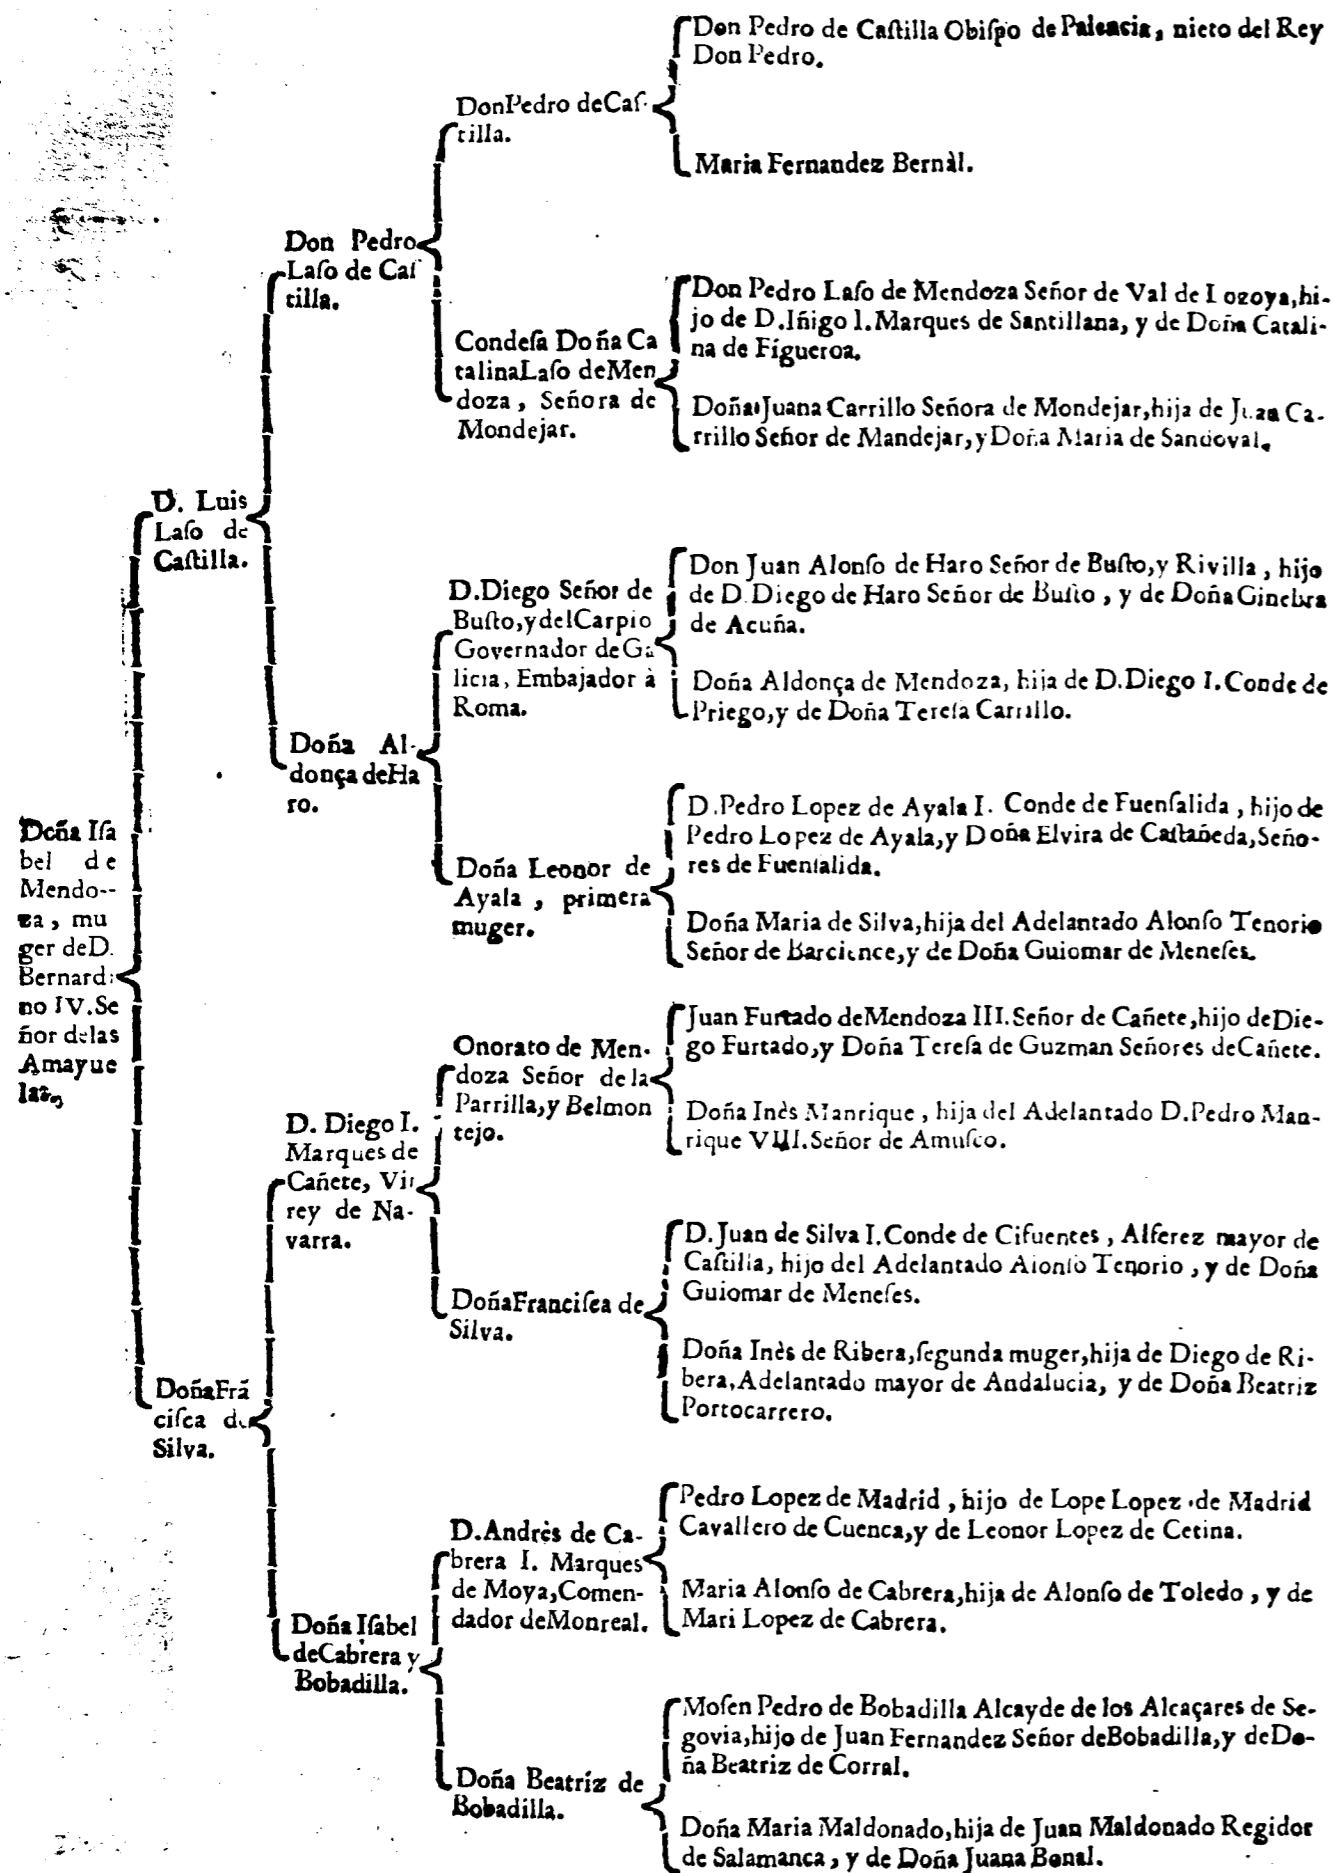 Don Pedro de Caſtilla Obiſpo de Palencia, nieto del Rey
Don Pedro.
DonPedro deCaſ-
tilla.
Maria Fernandez Bernàl.
Don Pedro
Laſo de Caſ
tilla.
Don Pedro Laſo de Mendoza Señor de Val de Lozoya,hi-
jo de D.Iñigo I.Marques de Santillana, y de Doña Catali-
na de Figueroa.
Condeſa Doña Ca
talinaLaſo deMen
doza, Señora de
Mondejar.
Doña Juana Carrillo Señora de Mondejar,hija de Juan Ca-
rrillo Señor de Mandejar,yDoña Maria de Sandoval.
D. Luis
Laſo de
Caſtilla.
Don Juan Alonſo de Haro Señor de Buſto,y Rivilla, hijo
de D.Diego de Haro Señor de Buſto, y de Doña Ginebra
de Acuña.
D.Diego Señor de
Buſto,ydelCarpio
Governador deGa
licia, Embajador à
Roma.
Doña Aldonça de Mendoza, hija de D.Diego I.Conde de
Priego,y de Doña Tereſa Carrillo.
Doña Al-
donça deHa
ro.
D.Pedro Lopez de Ayala I. Conde de Fuenſalida, hijo de
Pedro Lopez de Ayala,y Doña Elvira de Caſtañeda,Seño-
res de Fuenſalida.
Doña Leonor de
Ayala, primera
muger.
Doña Maria de Silva,hija del Adelantado Alonſo Tenorio
Señor de Barcience,y de Doña Guiomar de Meneſes.
Doña Iſa
bel de
Mendo--
za, mu
ger deD.
Bernardi
no IV.Se
ñor delas
Amayue
las.
Juan Furtado deMendoza III.Señor de Cañete,hijo deDie-
go Furtado,y Doña Tereſa de Guzman Señores deCañete.
Onorato de Men-
doza Señor dela
Parrilla,y Belmon
tejo.
Doña Inès Manrique, hija del Adelantado D.Pedro Man-
rique VIII.Señor de Amuſco.
D. Diego I.
Marques de
Cañete, Vir
rey de Na-
varra.
D.Juan de Silva I.Conde de Cifuentes, Alferez mayor de
Caſtilla, hijo del Adelantado Alonſo Tenorio, y de Doña
Guiomar de Meneſes.
DoñaFranciſca de
Silva.
Doña Inès de Ribera,ſegunda muger,hija de Diego de Ri-
bera,Adelantado mayor de Andalucia, y de Doña Beatriz
Portocarrero.
DoñaFrã
ciſca de
Silva.
Pedro Lopez de Madrid, hijo de Lope Lopez de Madrid
Cavallero de Cuenca,y de Leonor Lopez de Cetina.
D.Andrès de Ca-
brera I. Marques
de Moya,Comen-
dador deMonreal.
Maria Alonſo de Cabrera,hija de Alonſo de Toledo, y de
Mari Lopez de Cabrera.
Doña Iſabel
deCabrera y
Bobadilla.
Moſen Pedro de Bobadilla Alcayde de los Alcaçares de Se-
govia,hijo de Juan Fernandez Señor deBobadilla,y deDo-
ña Beatriz de Corral.
Doña Beatriz de
Bobadilla.
Doña Maria Maldonado,hija de Juan Maldonado Regidor
de Salamanca, y de Doña Juana Bonal.